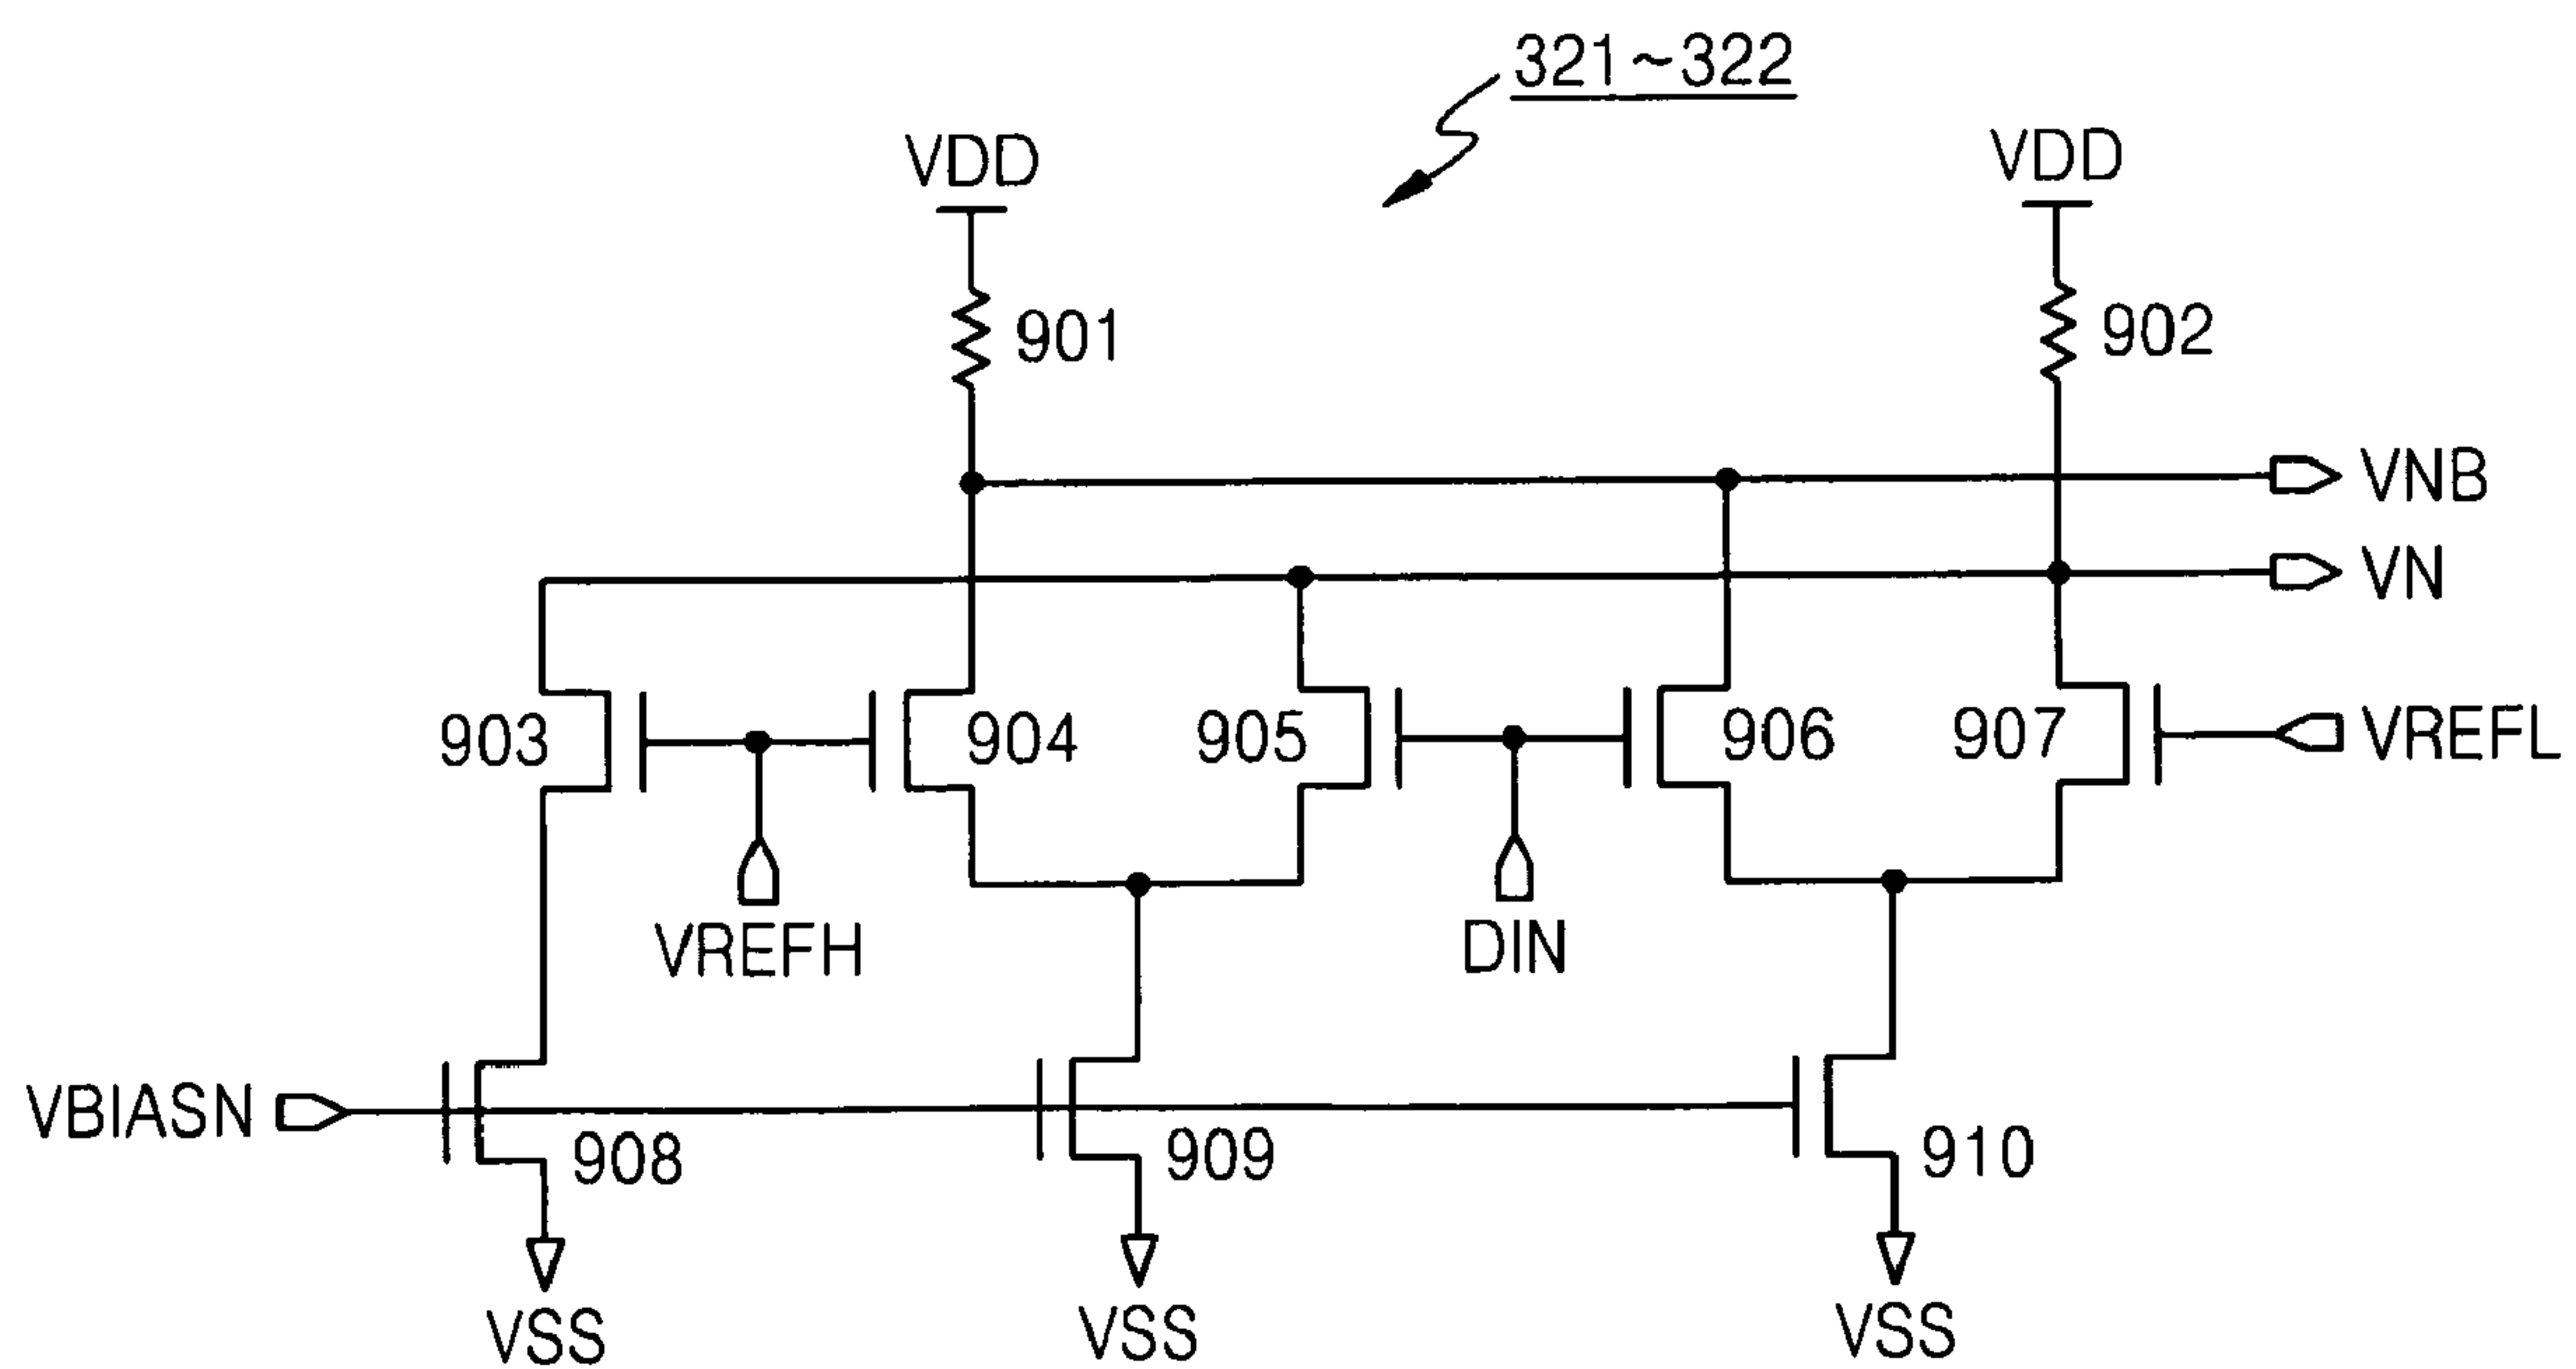 321~322
VDD
VDD
901
902
VNB
VN
903
904
905
906
907
VREFL
VREFH
DIN
VBIASN
908
909
910
VSS
VSS
VSS